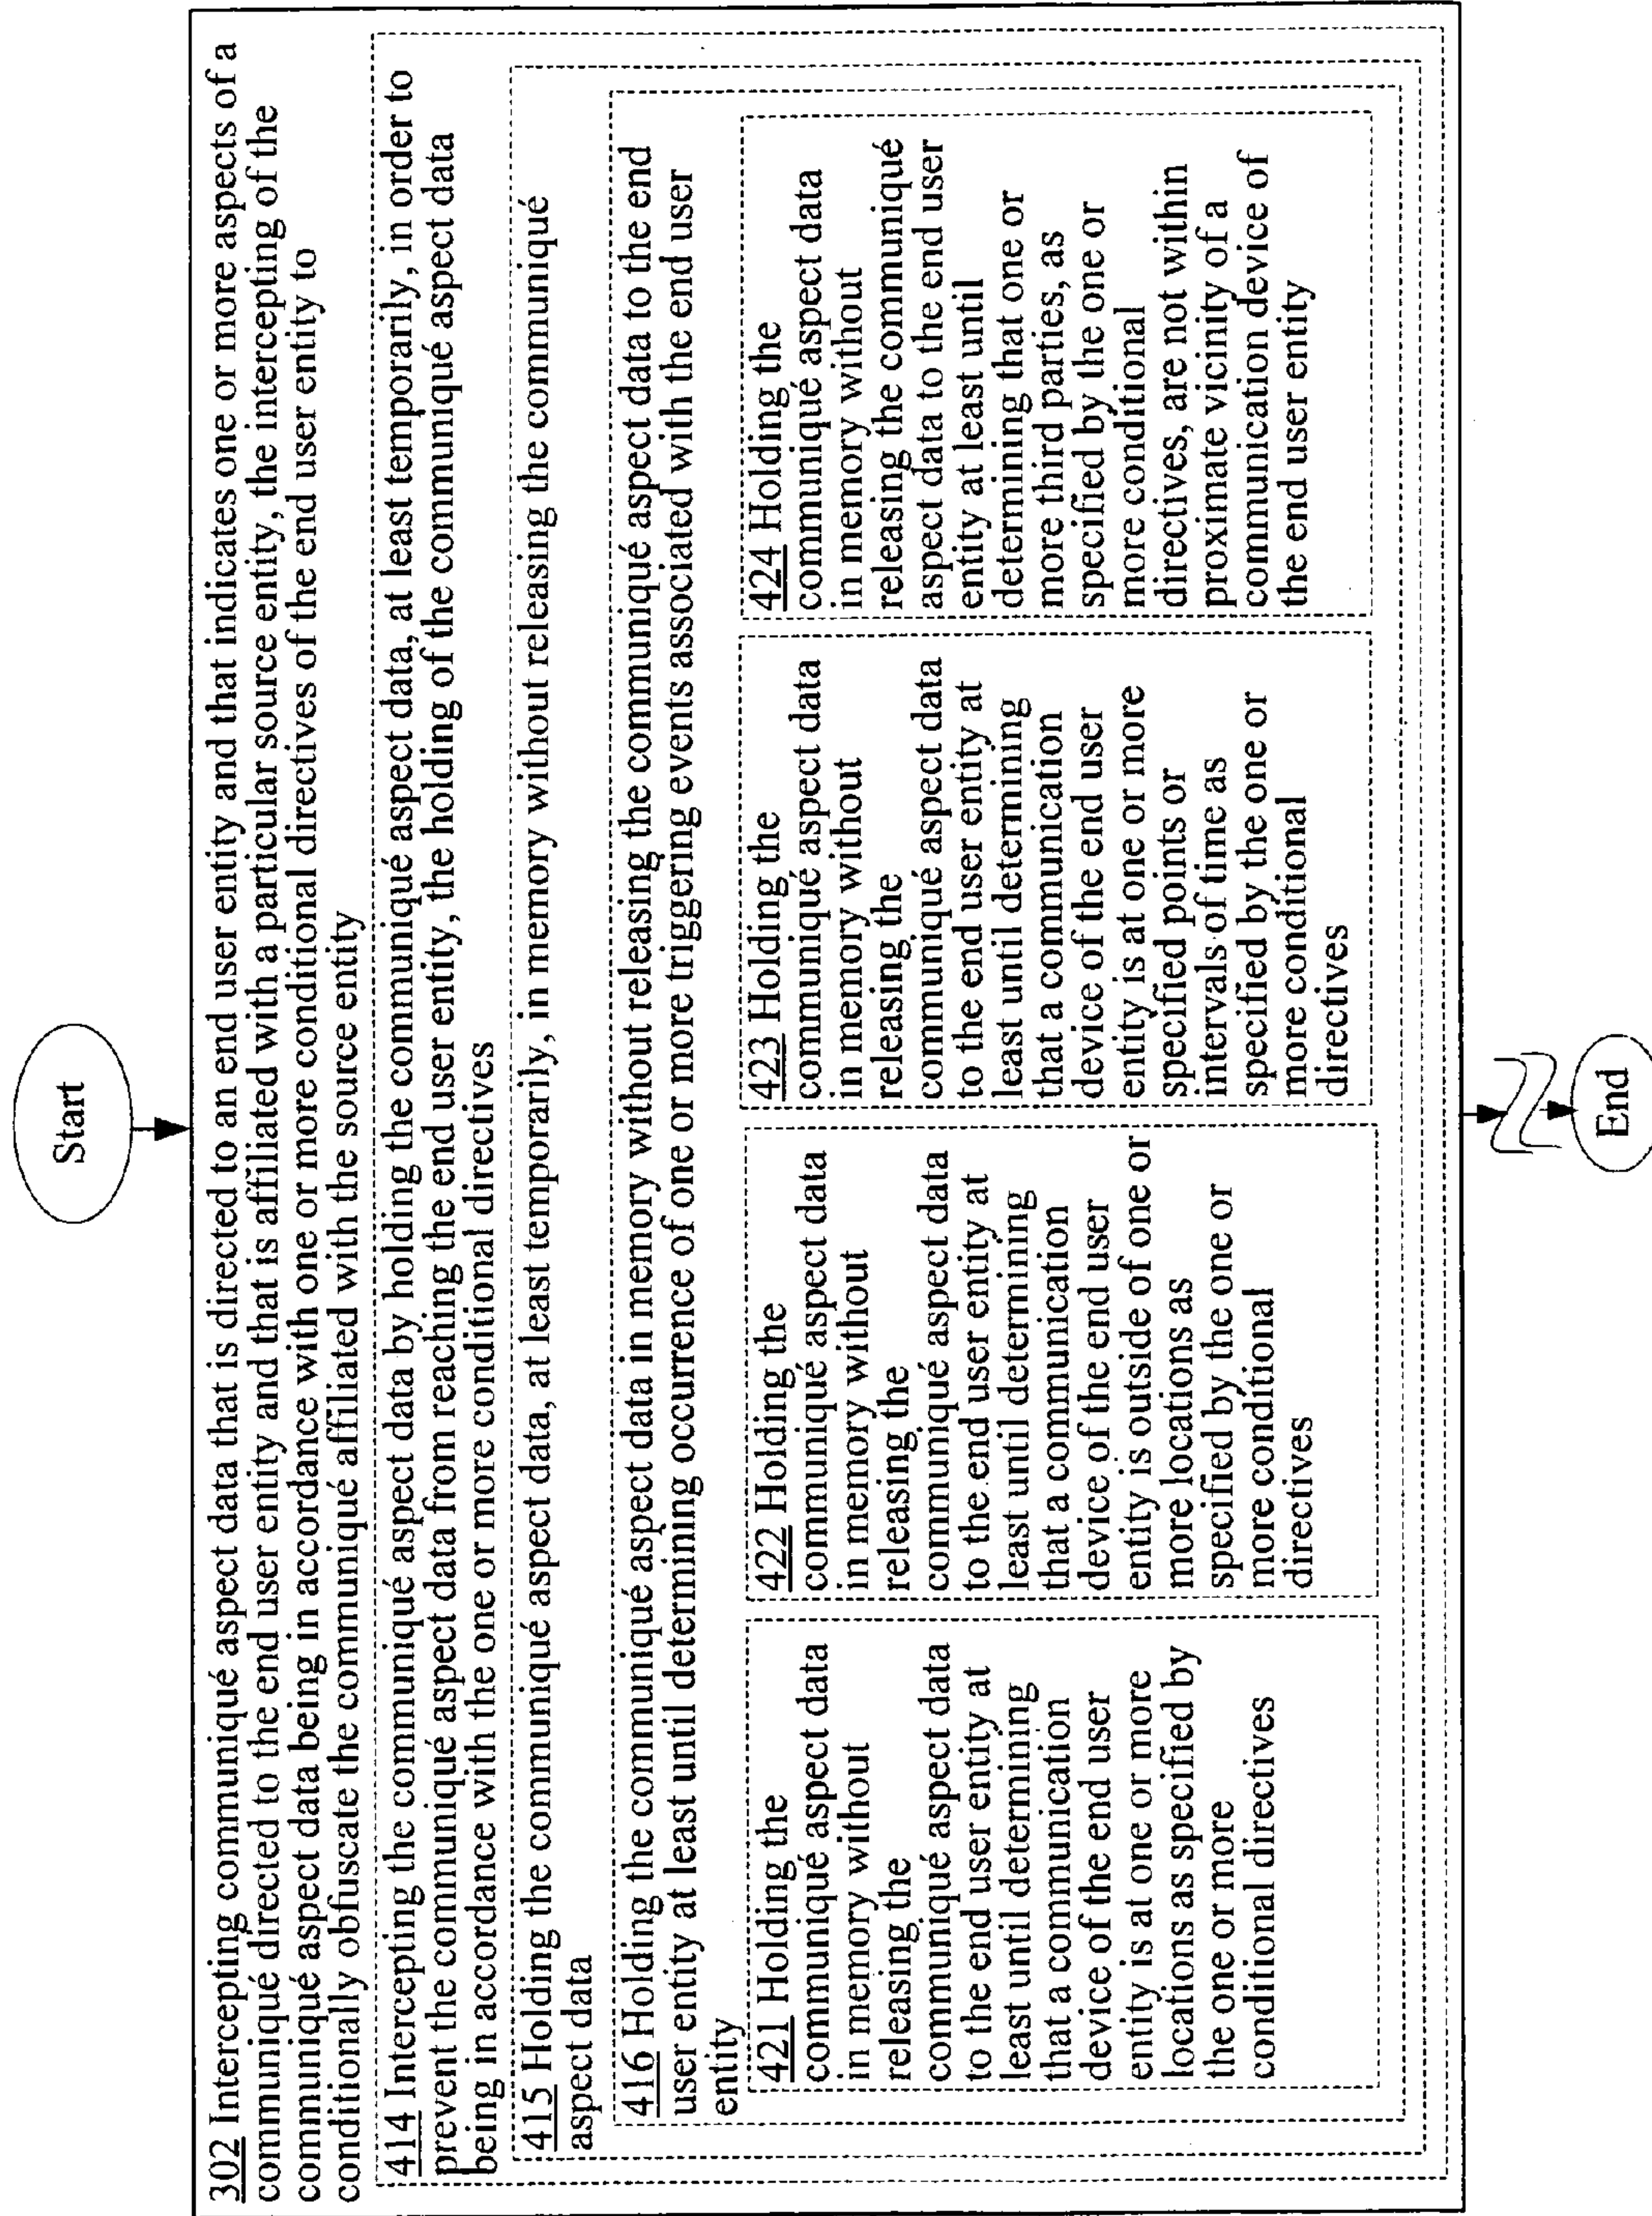 Start
302 Intercepting communiqué aspect data that is directed to an end user entity and that indicates one or more aspects of a
communiqué directed to the end user entity and that is affiliated with a particular source entity, the intercepting of the
communiqué aspect data being in accordance with one or more conditional directives of the end user entity to
conditionally obfuscate the communiqué affiliated with the source entity
414 Intercepting the communiqué aspect data by holding the communiqué aspect data, at least temporarily, in order to
prevent the communiqué aspect data from reaching the end user entity, the holding of the communiqué aspect data
being in accordance with the one or more conditional directives
415 Holding the communiqué aspect data, at least temporarily, in memory without releasing the communiqué
aspect data
416 Holding the communiqué aspect data in memory without releasing the communiqué aspect data to the end
user entity at least until determining occurrence of one or more triggering events associated with the end user
entity
421 Holding the
communiqué aspect data
in memory without
releasing the
communiqué aspect data
to the end user entity at
least until determining
that a communication
device of the end user
entity is at one or more
locations as specified by
the one or more
conditional directives
422 Holding the
communiqué aspect data
in memory without
releasing the
communiqué aspect data
to the end user entity at
least until determining
that a communication
device of the end user
entity is outside of one or
more locations as
specified by the one or
more conditional
directives
423 Holding the
communiqué aspect data
in memory without
releasing the
communiqué aspect data
to the end user entity at
least until determining
that a communication
device of the end user
entity is at one or more
specified points or
intervals of time as
specified by the one or
more conditional
directives
424 Holding the
communiqué aspect data
in memory without
releasing the communiqué
aspect data to the end user
entity at least until
determining that one or
more third parties, as
specified by the one or
more conditional
directives, are not within
proximate vicinity of a
communication device of
the end user entity
End